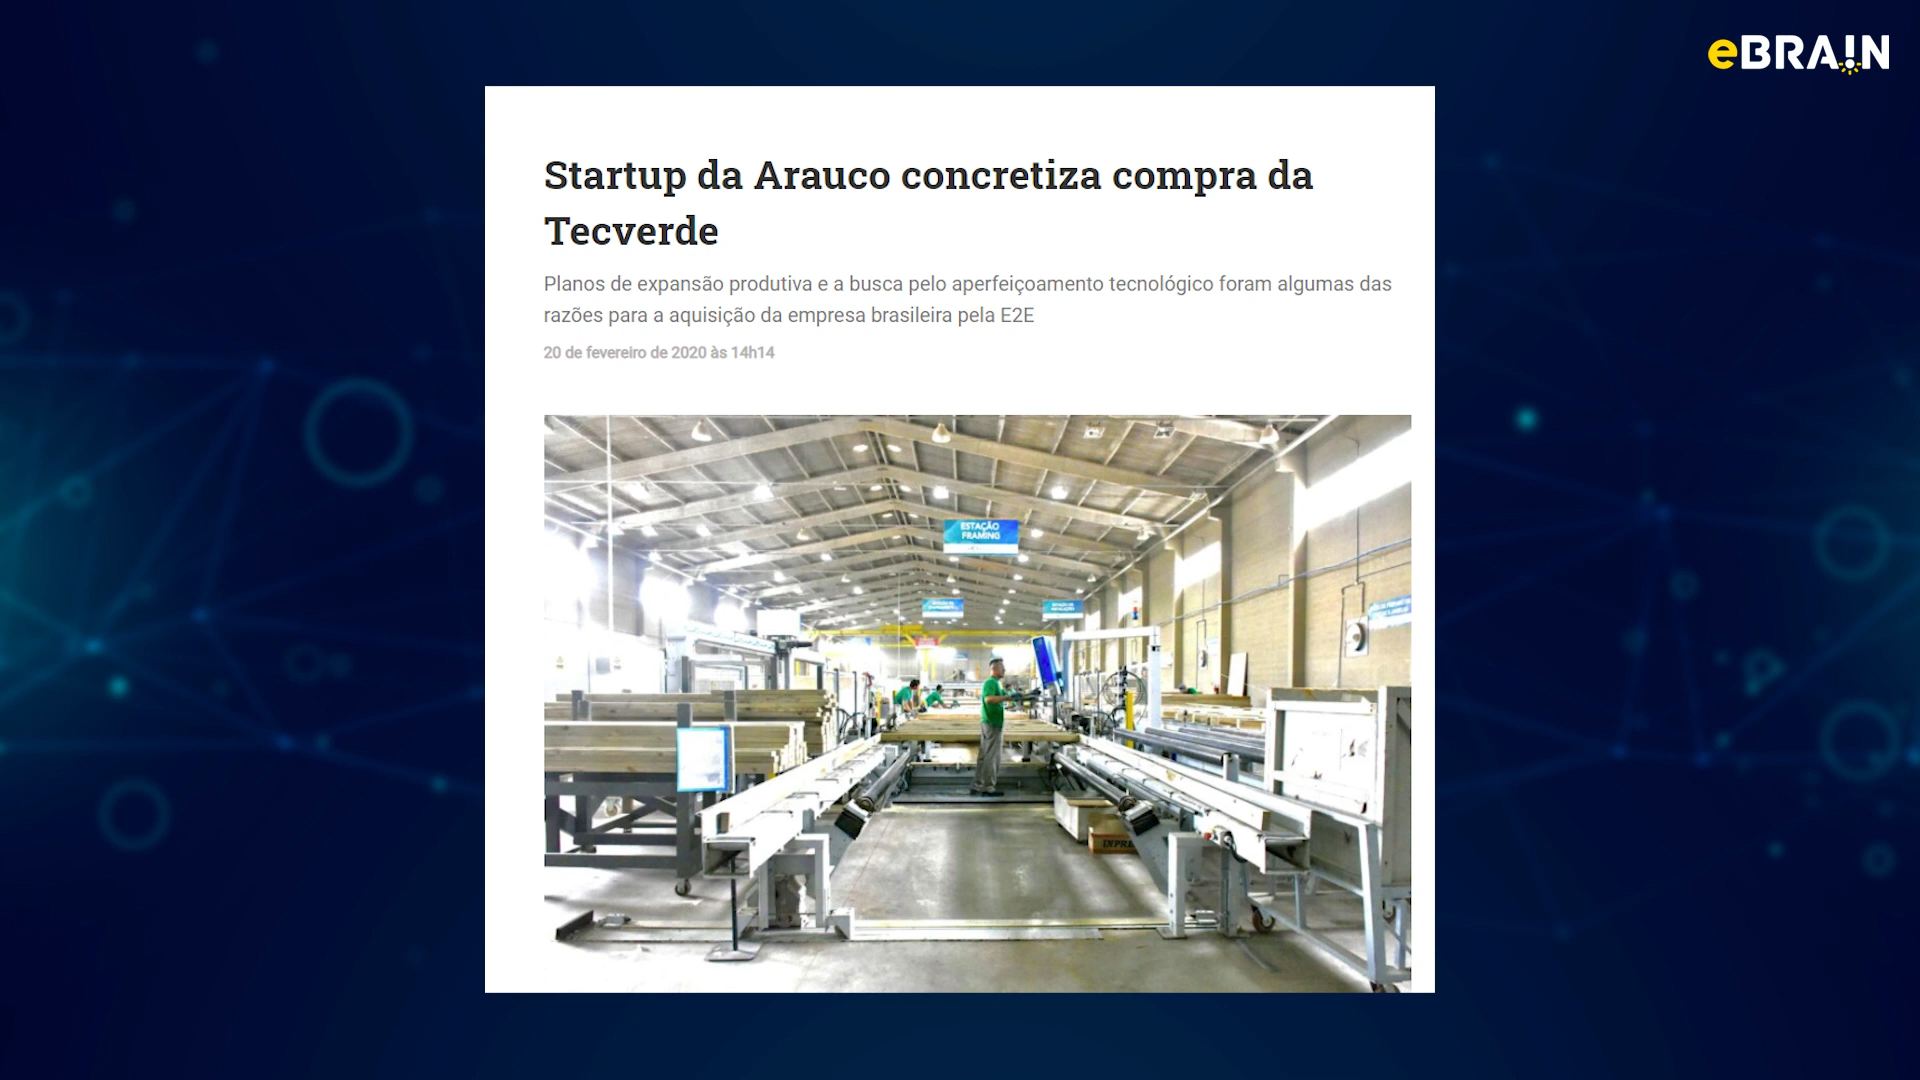 eBRA!N
Startup da Arauco concretiza compra da
Tecverde
Planos de expansão produtiva e a busca pelo aperfeiçoamento tecnológico foram algumas das
razões para a aquisição da empresa brasileira pela E2E
20 de fevereiro de 2020 às 14h14
ESTAÇÃO
FRAMING